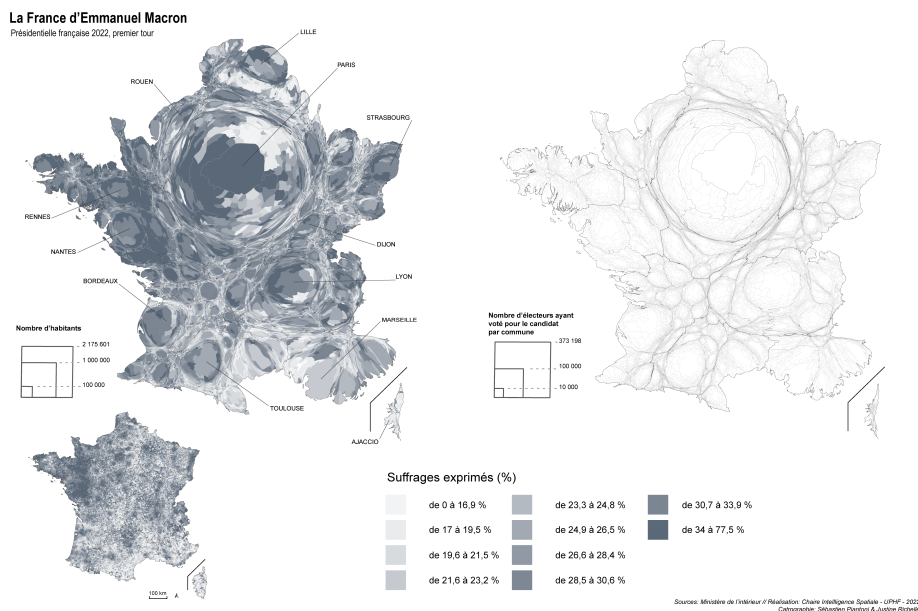 La France d’Emmanuel Macron
Présidentielle française 2022, premier tour
LILLE
PARIS
ROUEN
STRASBOURG
RENNES
NANTES
DIJON
LYON
BORDEAUX
MARSEILLE
TOULOUSE
AJACCIO
Nombre d’habitants
2 175 601
1 000 000
100 000
Nombre d’électeurs ayant
voté pour le candidat
par commune
373 198
100 000
10 000
100 km
Suffrages exprimés (%)
de 0 à 16,9 %
de 17 à 19,5 %
de 19,6 à 21,5 %
de 21,6 à 23,2 %
de 23,3 à 24,8 %
de 24,9 à 26,5 %
de 26,6 à 28,4 %
de 28,5 à 30,6 %
de 30,7 à 33,9 %
de 34 à 77,5 %
Sources: Ministère de l’intérieur // Réalisation: Chaire Intelligence Spatiale - UPHF -
Catrographie: Sébastien Piantoni & Justine